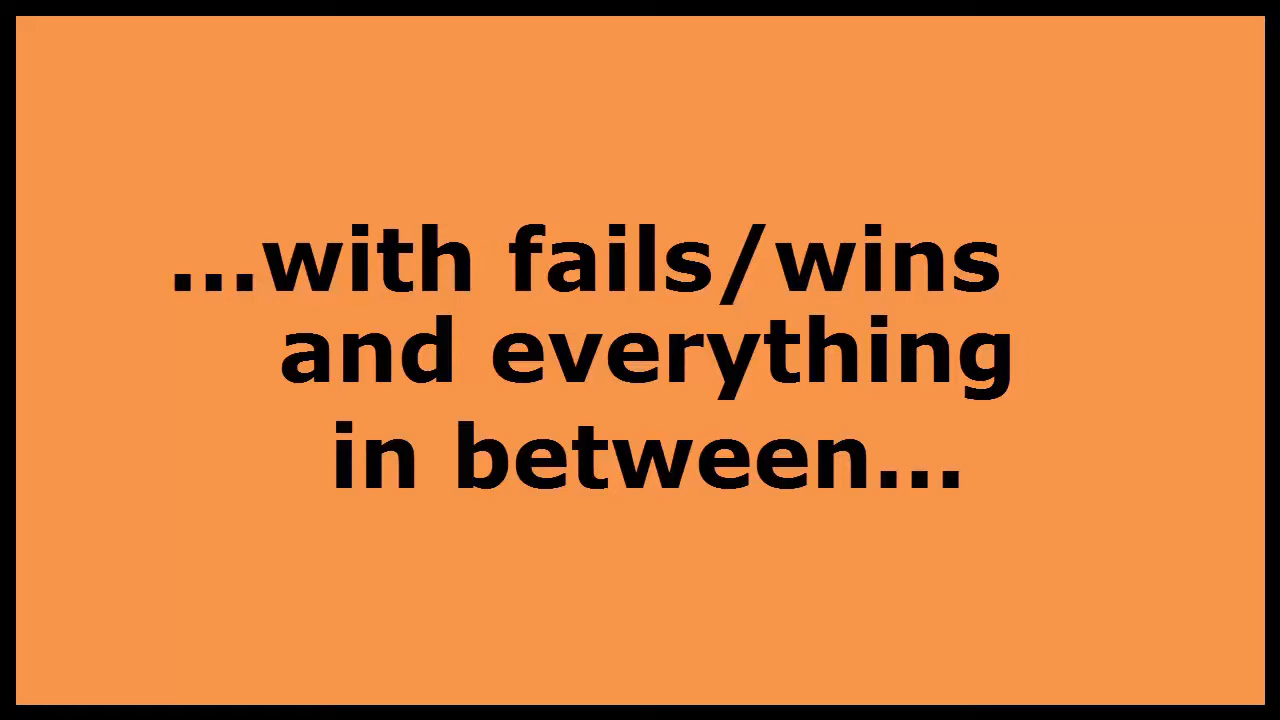 ...with fails/wins
and everything
in between...